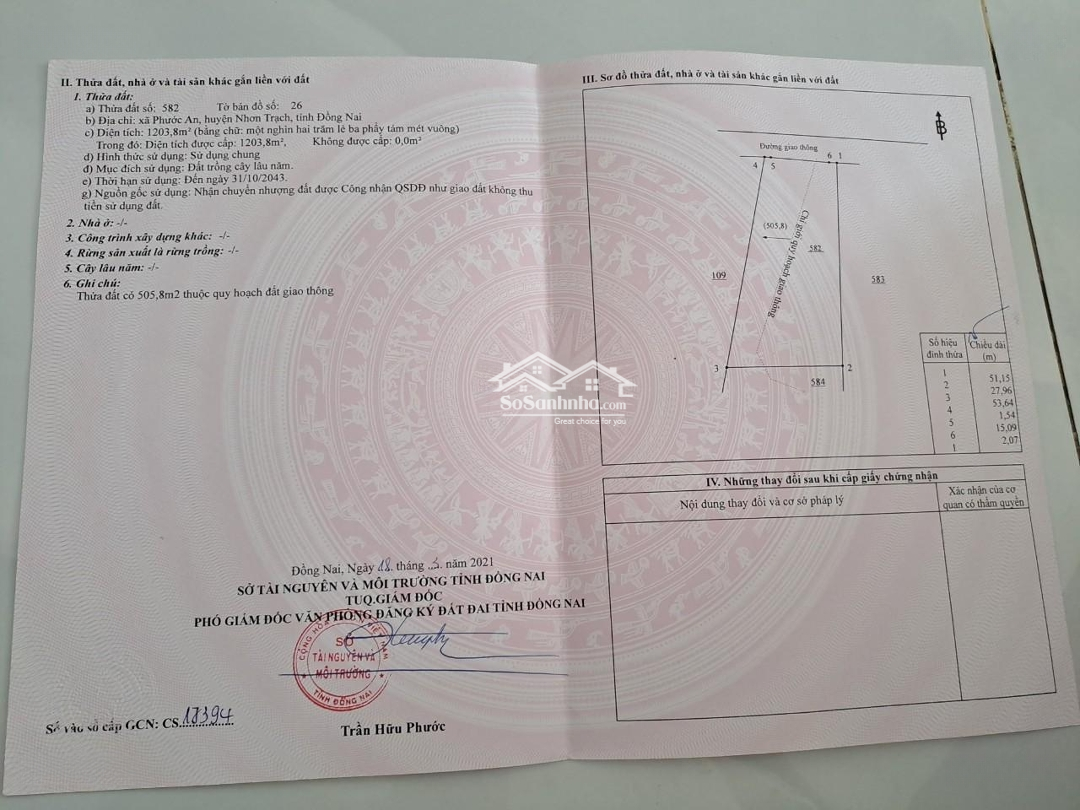 II. Thửa đất, nhà ở và tài sản khác gắn liền với đất
1. Thửa đất:
a) Thửa đất số: 582 Tờ bản đồ số: 26
b) Địa chỉ: xã Phước An, huyện Nhơn Trạch, tỉnh Đồng Nai
c) Diện tích: 1203,8m² (bằng chữ: một nghìn hai trăm lẻ ba phẩy tám mét vuông)
Trong đó: Diện tích được cấp: 1203,8m², Không được cấp: 0,0m²
d) Hình thức sử dụng: Sử dụng chung
đ) Mục đích sử dụng: Đất trồng cây lâu năm.
e) Thời hạn sử dụng: Đến ngày 31/10/2043.
g) Nguồn gốc sử dụng: Nhận chuyển nhượng đất được Công nhận QSDĐ như giao đất không thu
tiền sử dụng đất.
2. Nhà ở: -/-
3. Công trình xây dựng khác: -/-
4. Rừng sản xuất là rừng trồng: -/-
5. Cây lâu năm: -/-
6. Ghi chú:
Thửa đất có 505,8m2 thuộc quy hoạch đất giao thông
Đồng Nai, Ngày 18 tháng năm 2021
SỞ TÀI NGUYÊN VÀ MÔI TRƯỜNG TỈNH ĐỒNG NAI
TUQ.GIÁM ĐỐC
PHÓ GIÁM ĐỐC VĂN PHÒNG ĐĂNG KÝ ĐẤT ĐAI TỈNH ĐỒNG NAI
CỘNG HÒA VIỆT NAM
SỞ
TÀI NGUYÊN VÀ
MÔI TRƯỜNG
TỈNH ĐỒNG NAI
Số vào sổ cấp GCN: CS 18394
Trần Hữu Phước
III. Sơ đồ thửa đất, nhà ở và tài sản khác gắn liền với đất
B
Đường giao thông
4 5 6 1
(505,8)
Chỉ giới quy hoạch giao thông
582
109
583
3 2
584
Số hiệu đỉnh thửa
Chiều dài (m)
1
51,15
2
27,96
3
53,64
4
1,54
5
15,09
6
2,07
1
IV. Những thay đổi sau khi cấp giấy chứng nhận
Nội dung thay đổi và cơ sở pháp lý
Xác nhận của cơ
quan có thẩm quyền
SoSanhnha.com
Great choice for you